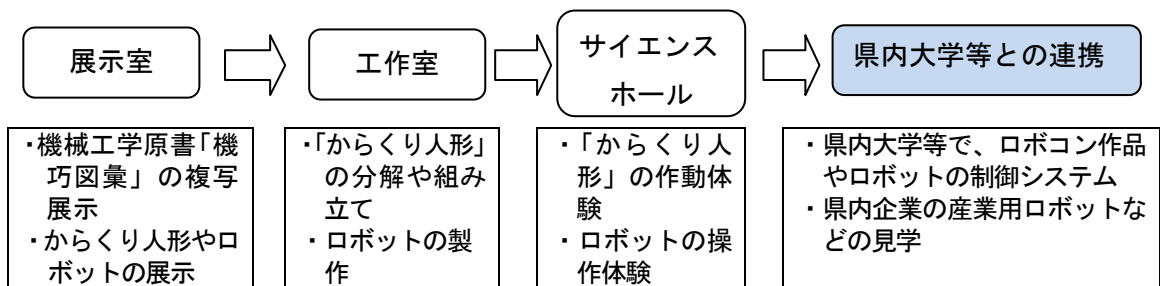 展示室
工作室
サイエンス
ホール
県内大学等との連携
・機械工学原書「機
巧図彙」の複写
展示
・からくり人形やロ
ボットの展示
・「からくり人形」
の分解や組み
立て
・ロボットの製
作
・「からくり人
形」の作動体
験
・ロボットの操
作体験
・県内大学等で、ロボコン作品
やロボットの制御システム
・県内企業の産業用ロボットな
どの見学